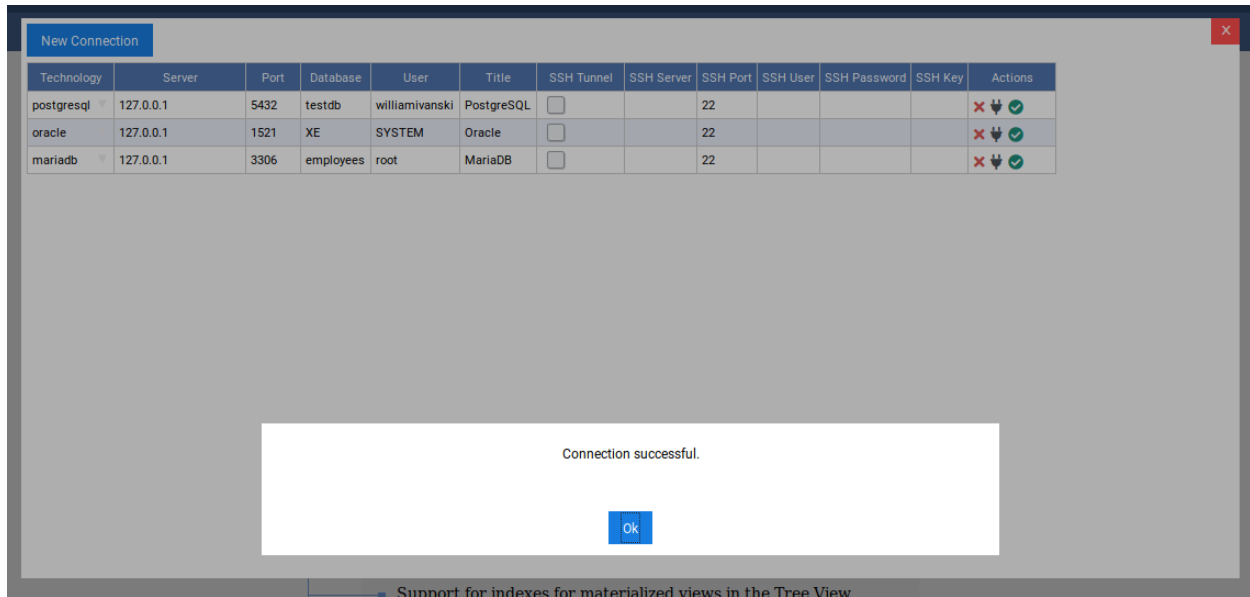 New Connection
X
Technology Server Port Database User Title SSH Tunnel SSH Server SSH Port SSH User SSH Password SSH Key Actions
postgresql 127.0.0.1 5432 testdb williamivanski PostgreSQL 22
oracle 127.0.0.1 1521 XE SYSTEM Oracle 22
mariadb 127.0.0.1 3306 employees root MariaDB 22
Connection successful.
Ok
Support for indexes for materialized views in the Tree View